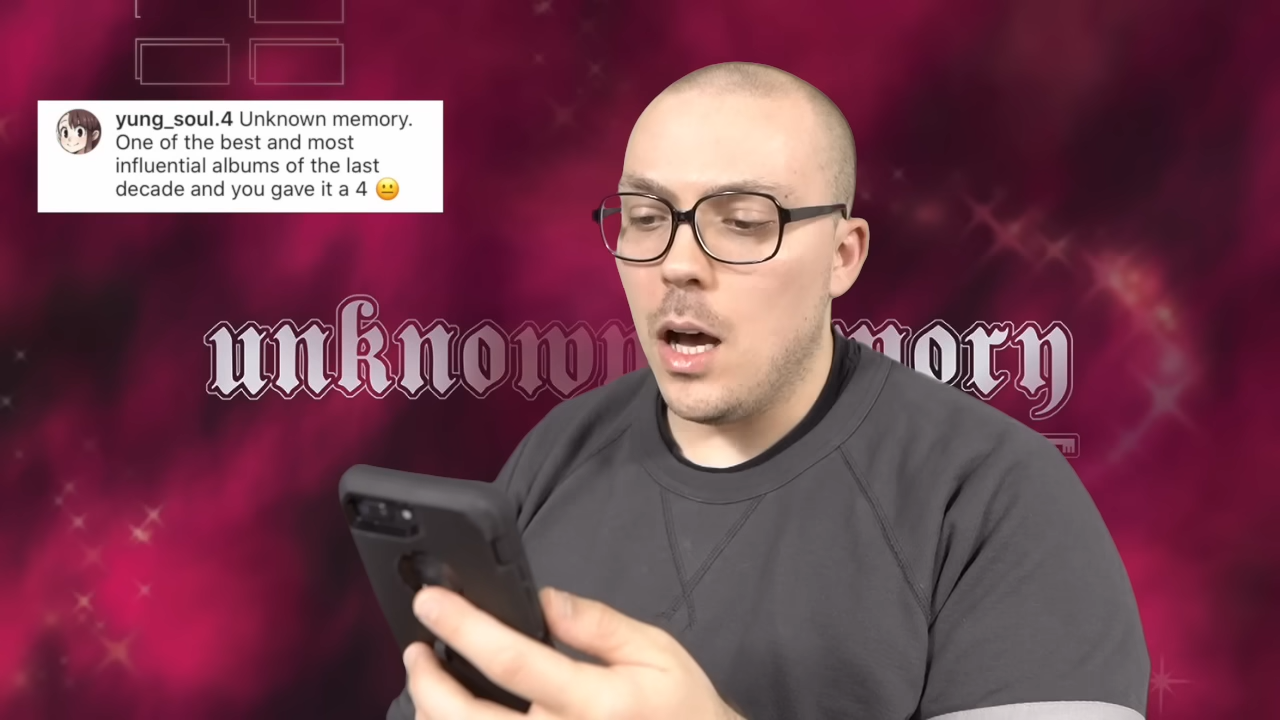 yung_soul.4 Unknown memory.
One of the best and most
influential albums of the last
decade and you gave it a 4 😐
unknown mory